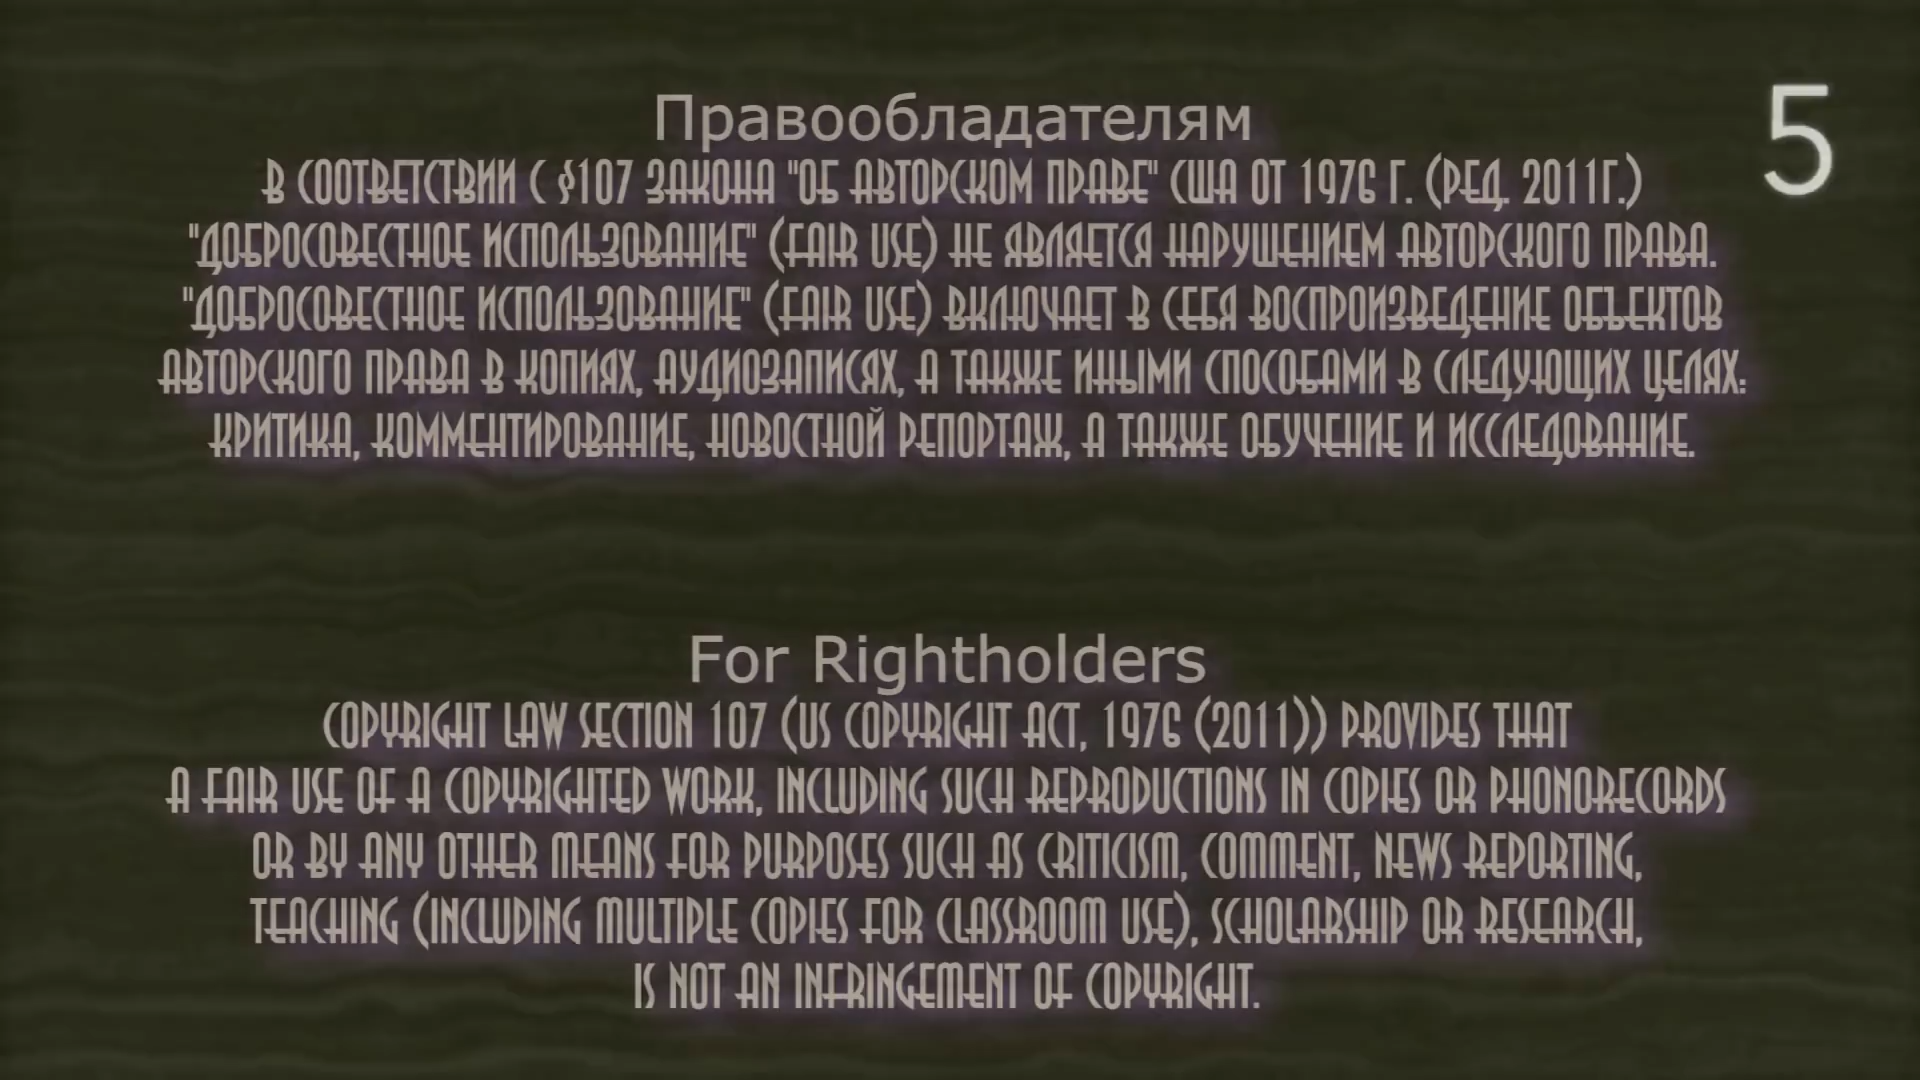 Правообладателям
5
В СООТВЕТСТВИИ С §107 ЗАКОНА "ОБ АВТОРСКОМ ПРАВЕ" США ОТ 1976 Г. (РЕД. 2011Г.)
"ДОБРОСОВЕСТНОЕ ИСПОЛЬЗОВАНИЕ" (FAIR USE) НЕ ЯВЛЯЕТСЯ НАРУШЕНИЕМ АВТОРСКОГО ПРАВА.
"ДОБРОСОВЕСТНОЕ ИСПОЛЬЗОВАНИЕ" (FAIR USE) ВКЛЮЧАЕТ В СЕБЯ ВОСПРОИЗВЕДЕНИЕ ОБЪЕКТОВ
АВТОРСКОГО ПРАВА В КОПИЯХ, АУДИОЗАПИСЯХ, А ТАКЖЕ ИНЫМИ СПОСОБАМИ В СЛЕДУЮЩИХ ЦЕЛЯХ:
КРИТИКА, КОММЕНТИРОВАНИЕ, НОВОСТНОЙ РЕПОРТАЖ, А ТАКЖЕ ОБУЧЕНИЕ И ИССЛЕДОВАНИЕ.
For Rightholders
COPYRIGHT LAW SECTION 107 (US COPYRIGHT ACT, 1976 (2011)) PROVIDES THAT
A FAIR USE OF A COPYRIGHTED WORK, INCLUDING SUCH REPRODUCTIONS IN COPIES OR PHONORECORDS
OR BY ANY OTHER MEANS FOR PURPOSES SUCH AS CRITICISM, COMMENT, NEWS REPORTING,
TEACHING (INCLUDING MULTIPLE COPIES FOR CLASSROOM USE), SCHOLARSHIP OR RESEARCH,
IS NOT AN INFRINGEMENT OF COPYRIGHT.